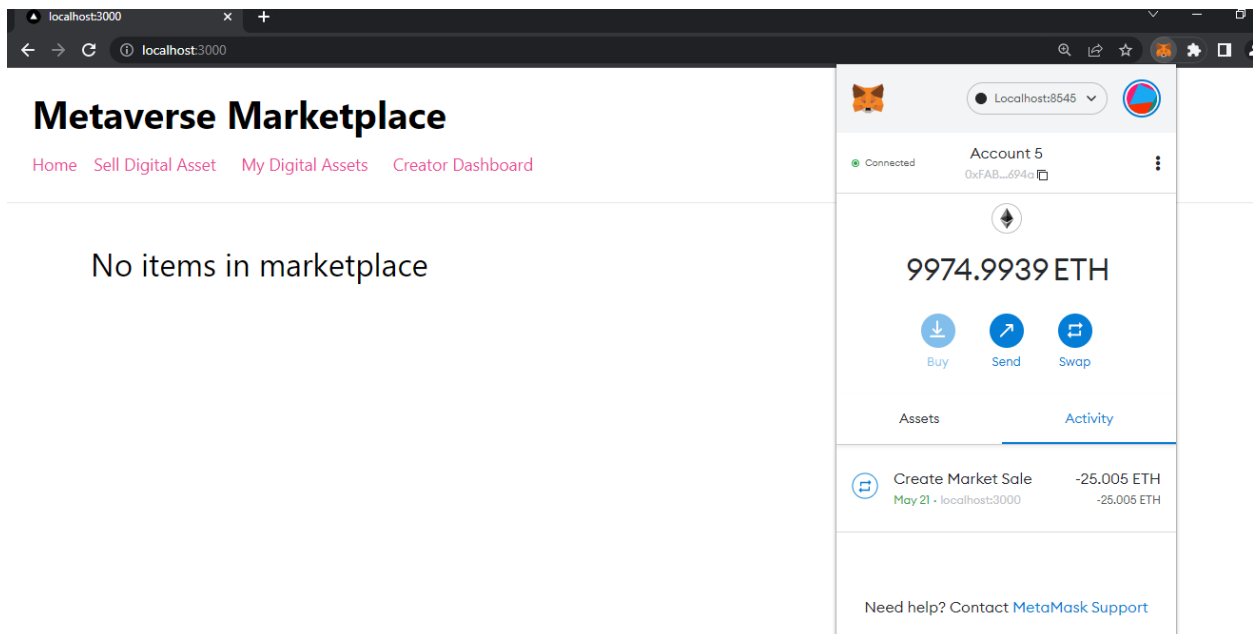 localhost:3000
localhost:3000
Metaverse Marketplace
Home Sell Digital Asset My Digital Assets Creator Dashboard
No items in marketplace
Localhost:8545
Connected
Account 5
0xFAB...694a
9974.9939 ETH
Buy Send Swap
Assets Activity
Create Market Sale -25.005 ETH
May 21 · localhost:3000 -25.005 ETH
Need help? Contact MetaMask Support